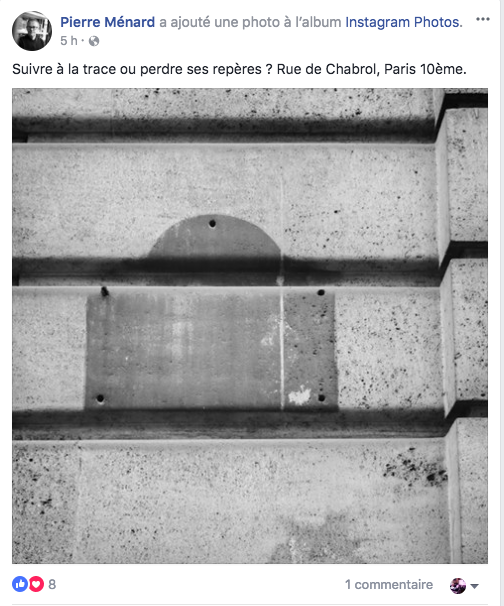 Pierre Ménard a ajouté une photo à l’album Instagram Photos.
5 h ·
Suivre à la trace ou perdre ses repères ? Rue de Chabrol, Paris 10ème.
8
1 commentaire